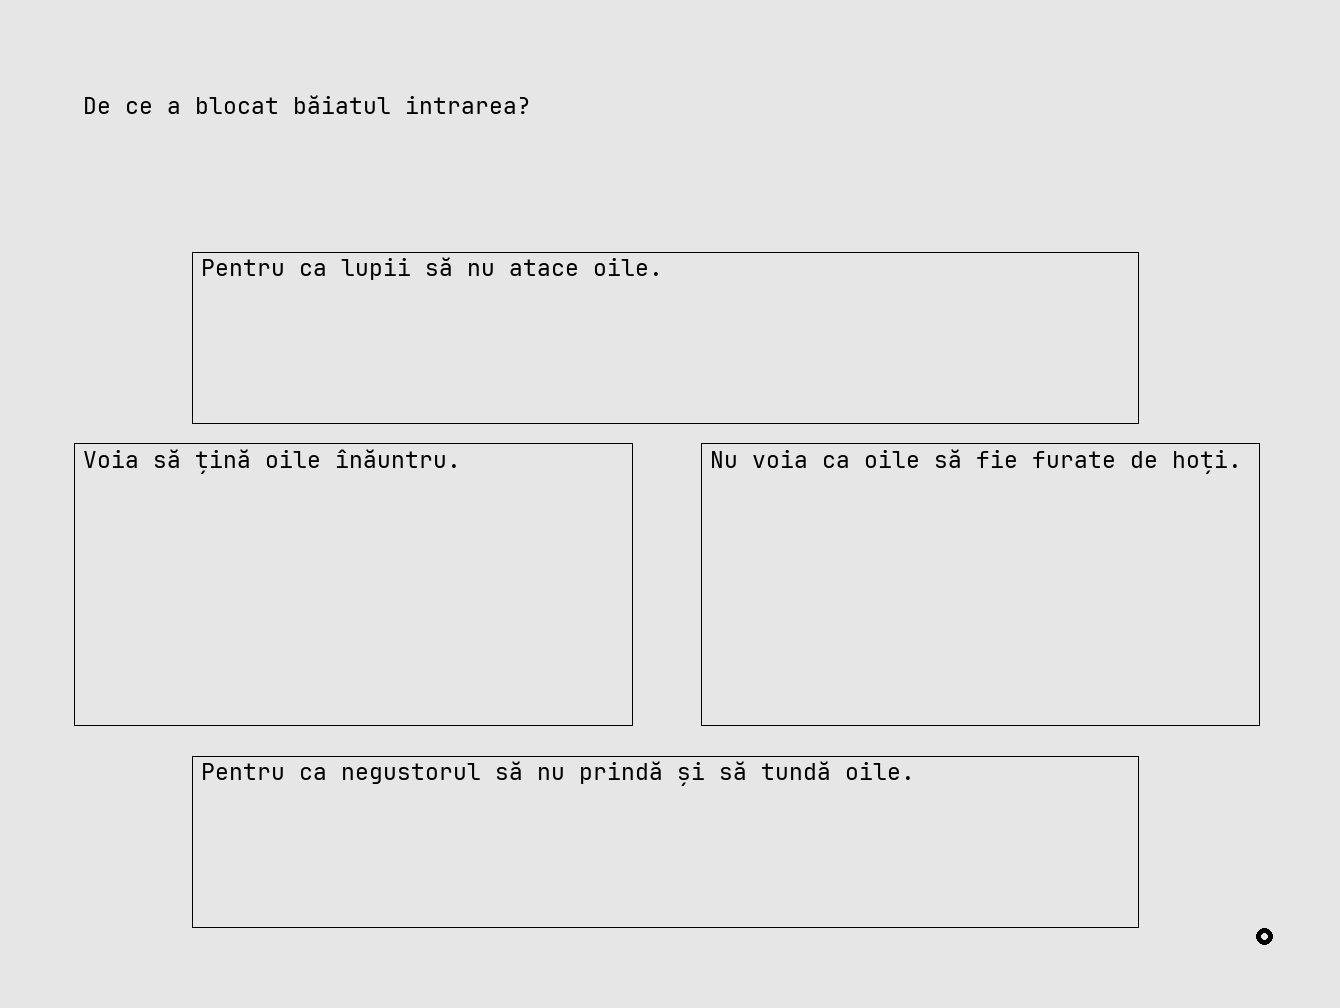 De ce a blocat băiatul intrarea?
Pentru ca lupii să nu atace oile.
Voia să țină oile înăuntru.
Nu voia ca oile să fie furate de hoți.
Pentru ca negustorul să nu prindă și să tundă oile.